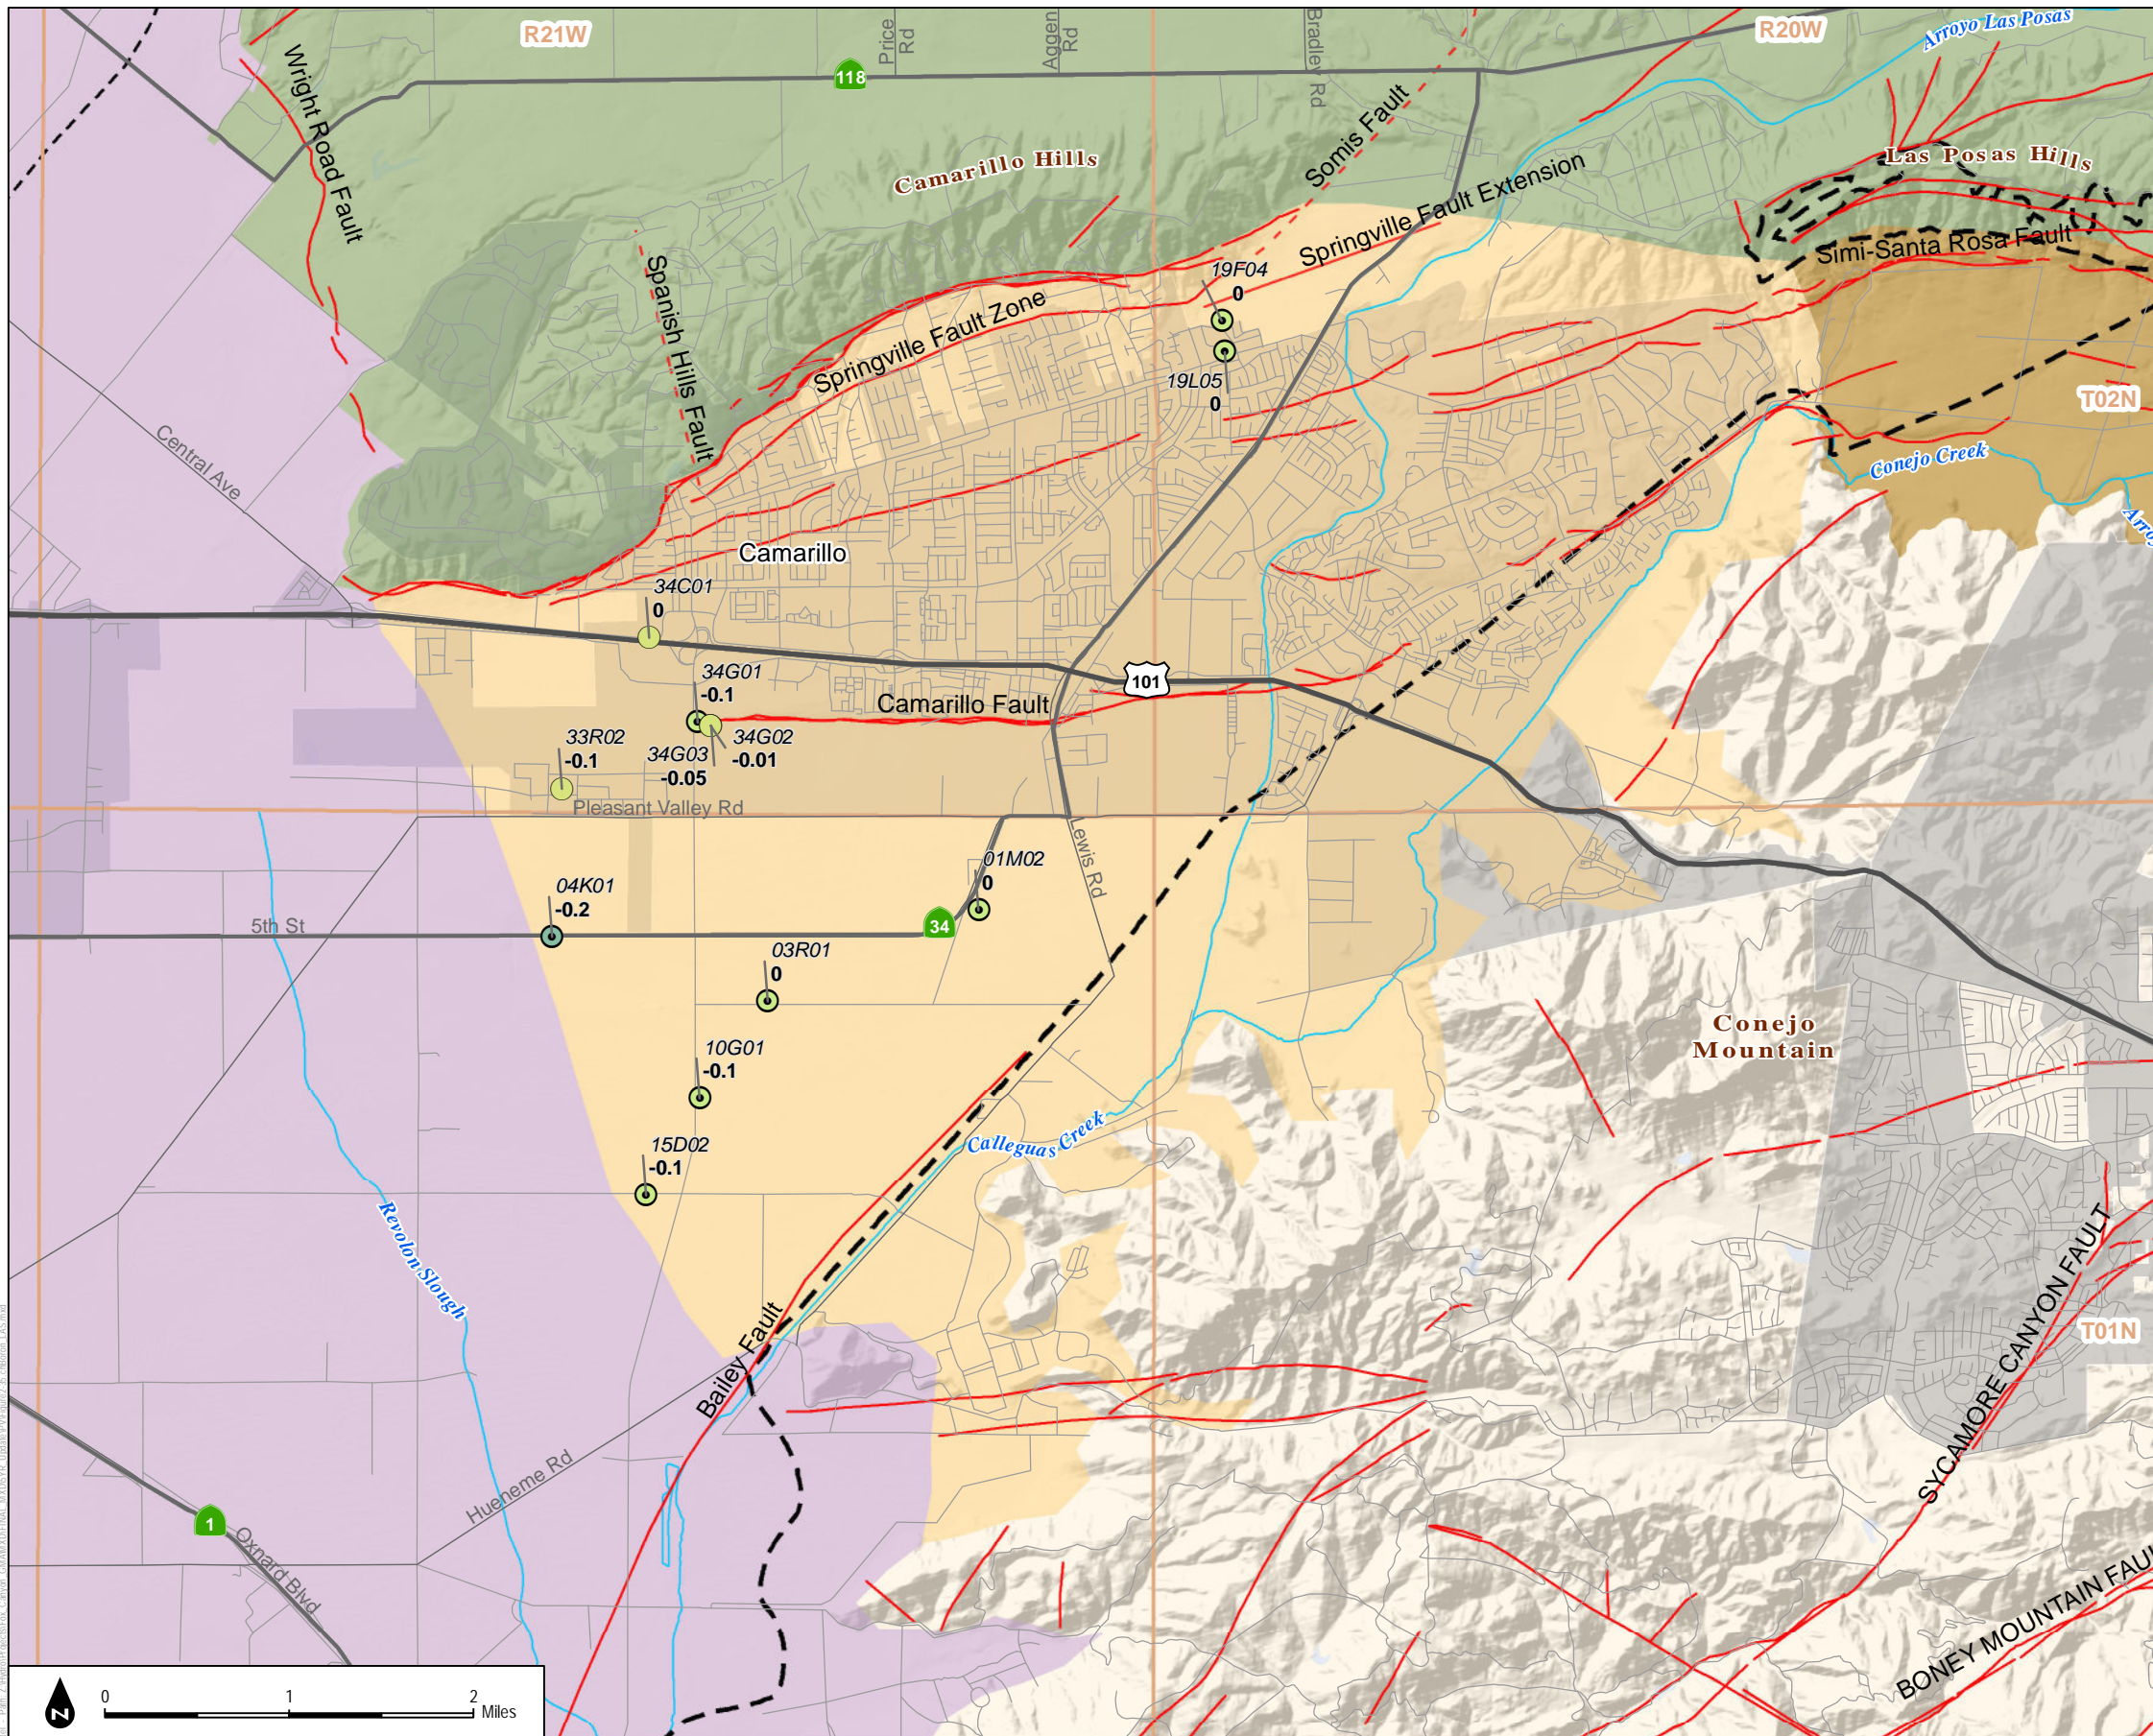 R21W
Price
Rd
Aggen
Rd
Bradley Rd
R20W
Arroyo Las Posas
118
Wright Road Fault
Camarillo Hills
Somis Fault
Las Posas Hills
Springville Fault Extension
Simi-Santa Rosa Fault
Spanish Hills Fault
19F04
0
Springville Fault Zone
19L05
0
T02N
Central Ave
Conejo Creek
Arroy
Camarillo
34C01
0
34G01
-0.1
101
Camarillo Fault
33R02
-0.1
34G02
-0.01
34G03
-0.05
Pleasant Valley Rd
Lewis Rd
01M02
0
04K01
-0.2
5th St
34
03R01
0
Conejo
Mountain
10G01
-0.1
Calleguas Creek
15D02
-0.1
Revolon Slough
SYCAMORE CANYON FAULT
T01N
Bailey Fault
Hueneme Rd
1
Oxnard Blvd
BONEY MOUNTAIN FAU
N
0 1 2
Miles